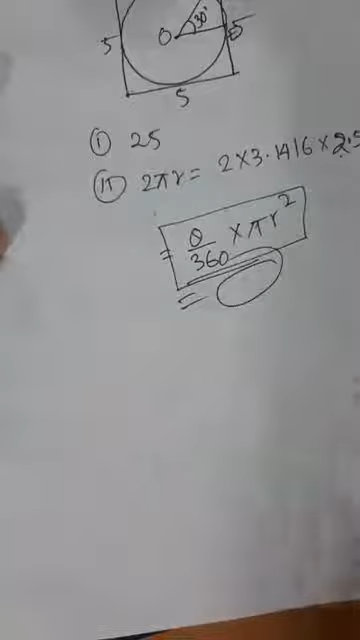 30°
5 O 5
5
(i) 25
(ii) 2πr = 2×3.1416×2.5
= θ/360 × πr²
=